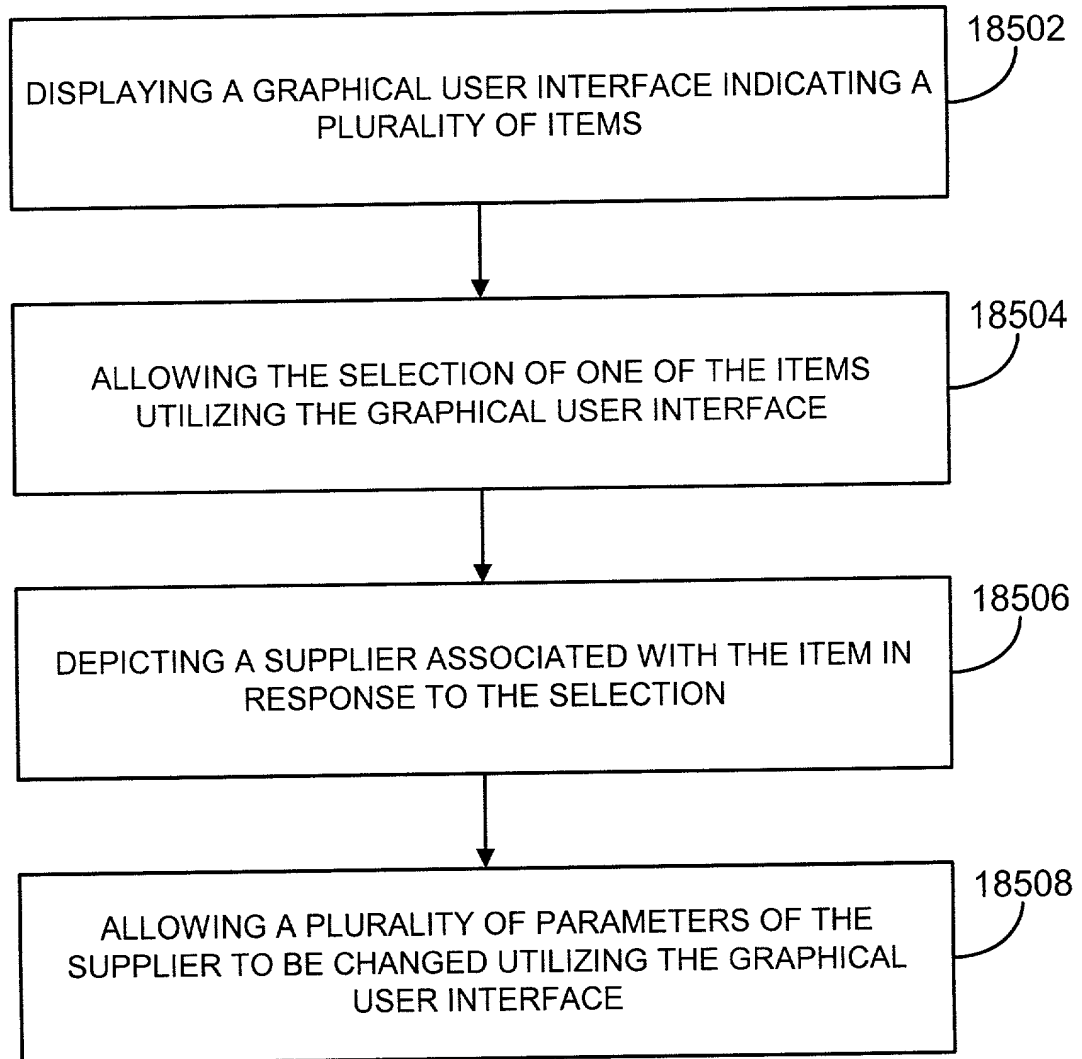 18502
DISPLAYING A GRAPHICAL USER INTERFACE INDICATING A
PLURALITY OF ITEMS
18504
ALLOWING THE SELECTION OF ONE OF THE ITEMS
UTILIZING THE GRAPHICAL USER INTERFACE
18506
DEPICTING A SUPPLIER ASSOCIATED WITH THE ITEM IN
RESPONSE TO THE SELECTION
18508
ALLOWING A PLURALITY OF PARAMETERS OF THE
SUPPLIER TO BE CHANGED UTILIZING THE GRAPHICAL
USER INTERFACE